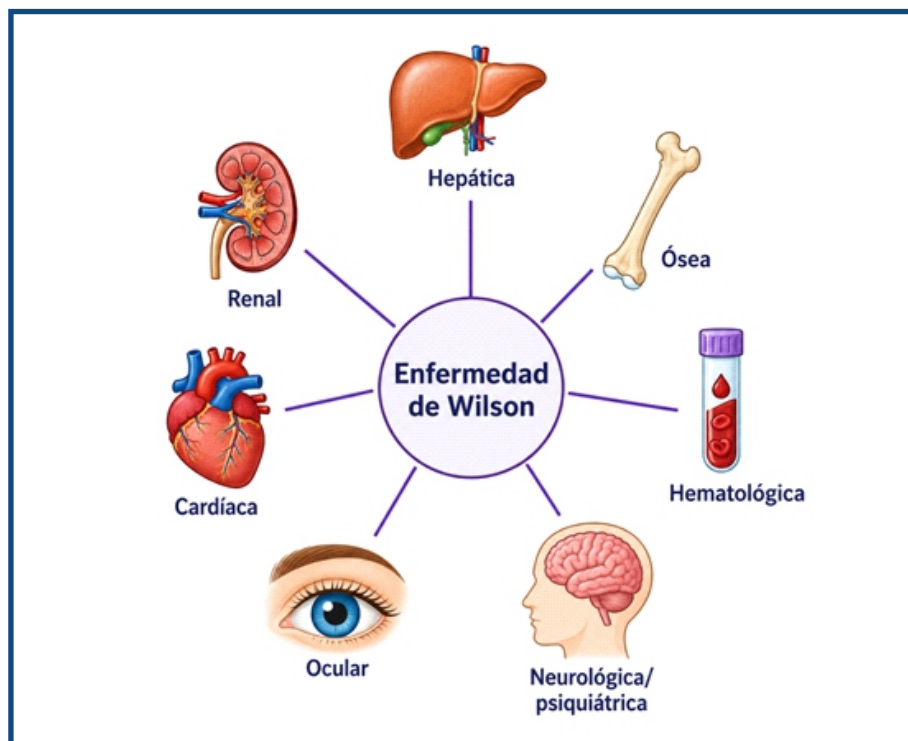 Hepática
Ósea
Renal
Enfermedad
de Wilson
Cardíaca
Hematológica
Ocular
Neurológica/
psiquiátrica